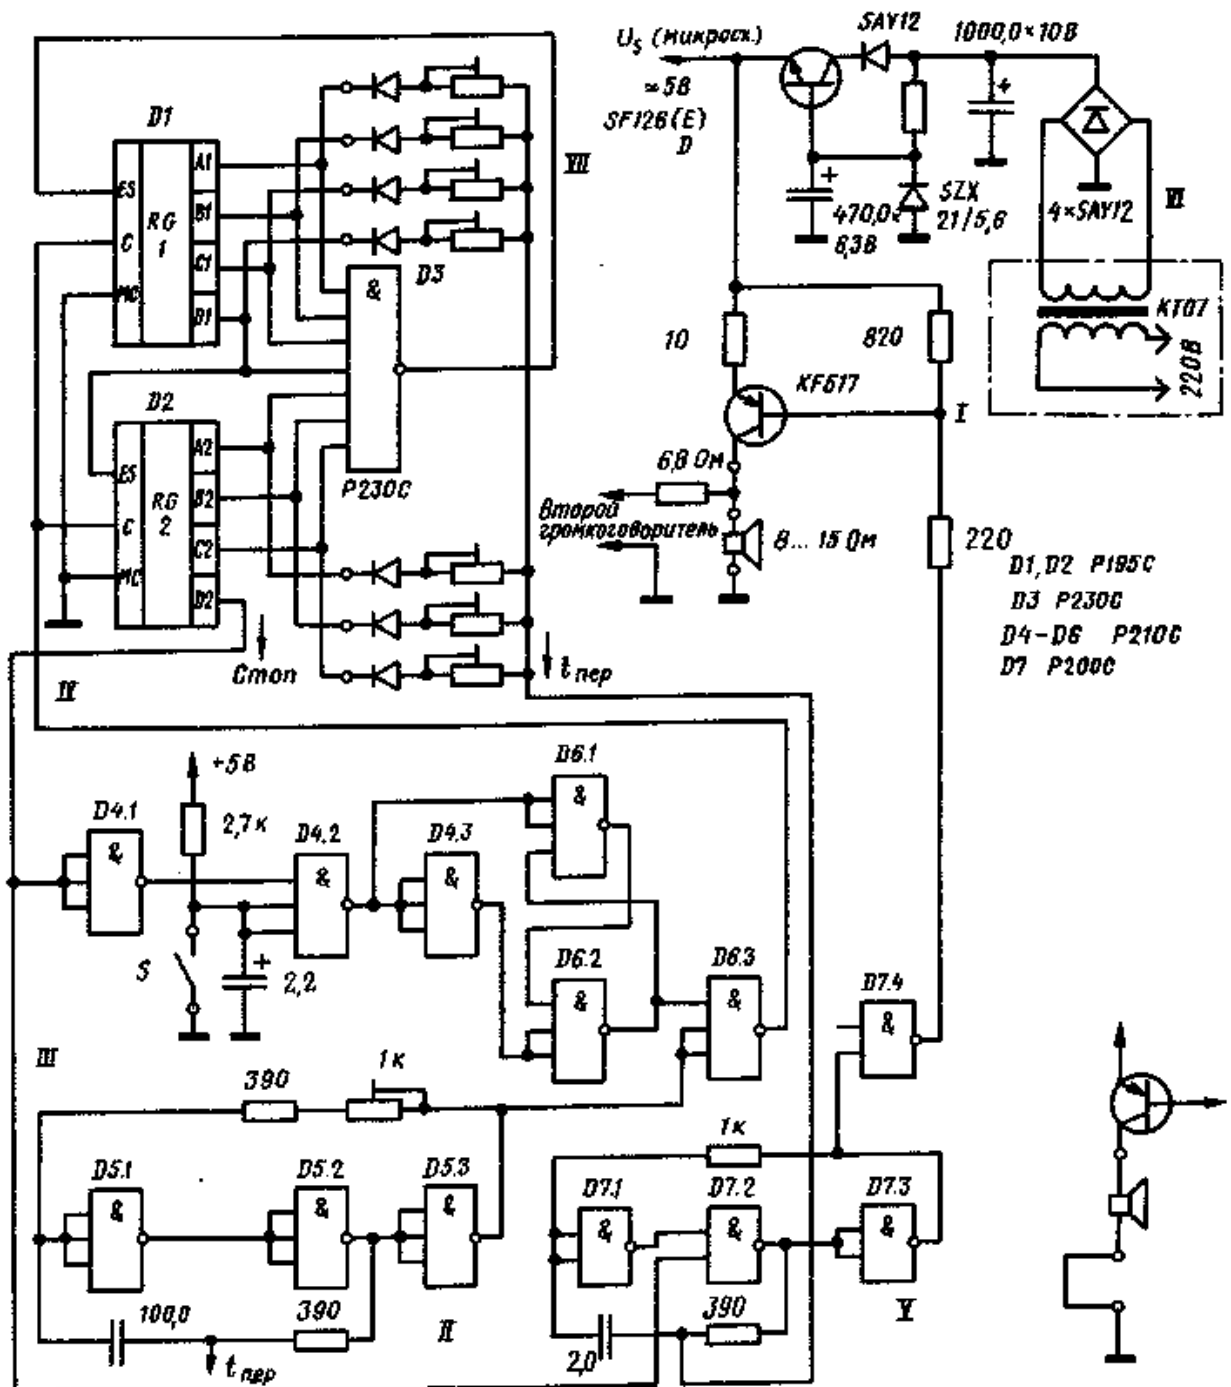 U_S (микросх.)
≈5В
SF126(E)
D
SAY12
1000,0×10В
+
+
470,0
6,3В
SZX
21/5,6
4×SAY12
VI
КТ07
220В
D1
ES
C
MC
RG
1
A1
B1
C1
D1
VII
D3
&
P230C
D2
ES
C
MC
RG
2
A2
B2
C2
D2
Стоп
t пер
IV
10
820
KF517
I
6,8 Ом
Второй
громкоговоритель
8...15 Ом
220
D1, D2 P195C
D3 P230C
D4–D6 P210C
D7 P200C
+5В
2,7к
D4.1
&
D4.2
&
D4.3
&
D6.1
&
S
+
2,2
D6.2
&
D6.3
&
D7.4
&
III
390
1к
1к
D5.1
&
D5.2
&
D5.3
&
D7.1
&
D7.2
&
D7.3
&
100,0
390
II
t пер
2,0
390
V